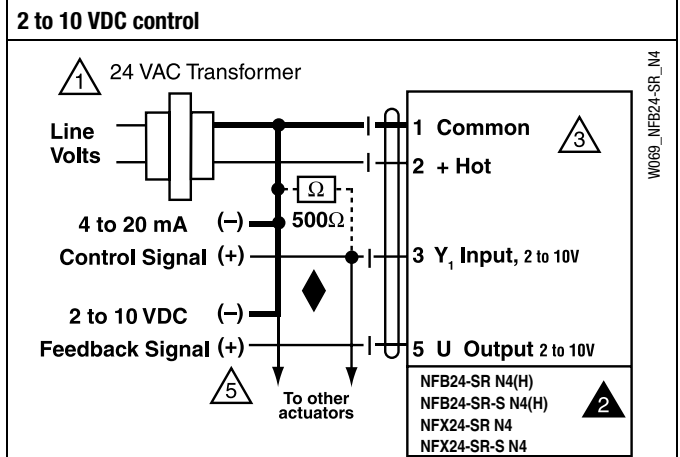 2 to 10 VDC control
1
24 VAC Transformer
Line
Volts
1 Common
3
2 + Hot
Ω
500Ω
4 to 20 mA (–)
Control Signal (+)
3 Y1 Input, 2 to 10V
2 to 10 VDC (–)
Feedback Signal (+)
5 U Output 2 to 10V
5
To other
actuators
NFB24-SR N4(H)
NFB24-SR-S N4(H)
NFX24-SR N4
NFX24-SR-S N4
2
W069_NFB24-SR_N4